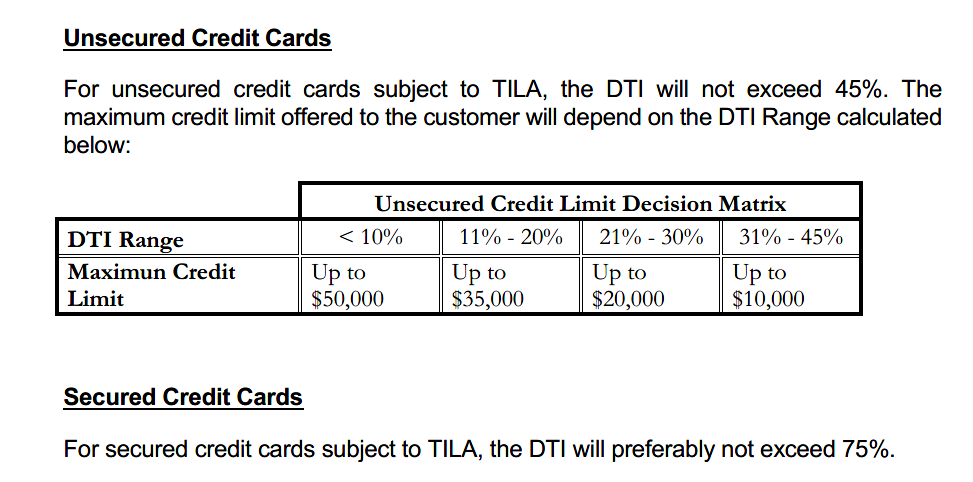 Unsecured Credit Cards
For unsecured credit cards subject to TILA, the DTI will not exceed 45%. The
maximum credit limit offered to the customer will depend on the DTI Range calculated
below:
Unsecured Credit Limit Decision Matrix
DTI Range < 10% 11% - 20% 21% - 30% 31% - 45%
Maximun Credit Up to Up to Up to Up to
Limit $50,000 $35,000 $20,000 $10,000
Secured Credit Cards
For secured credit cards subject to TILA, the DTI will preferably not exceed 75%.